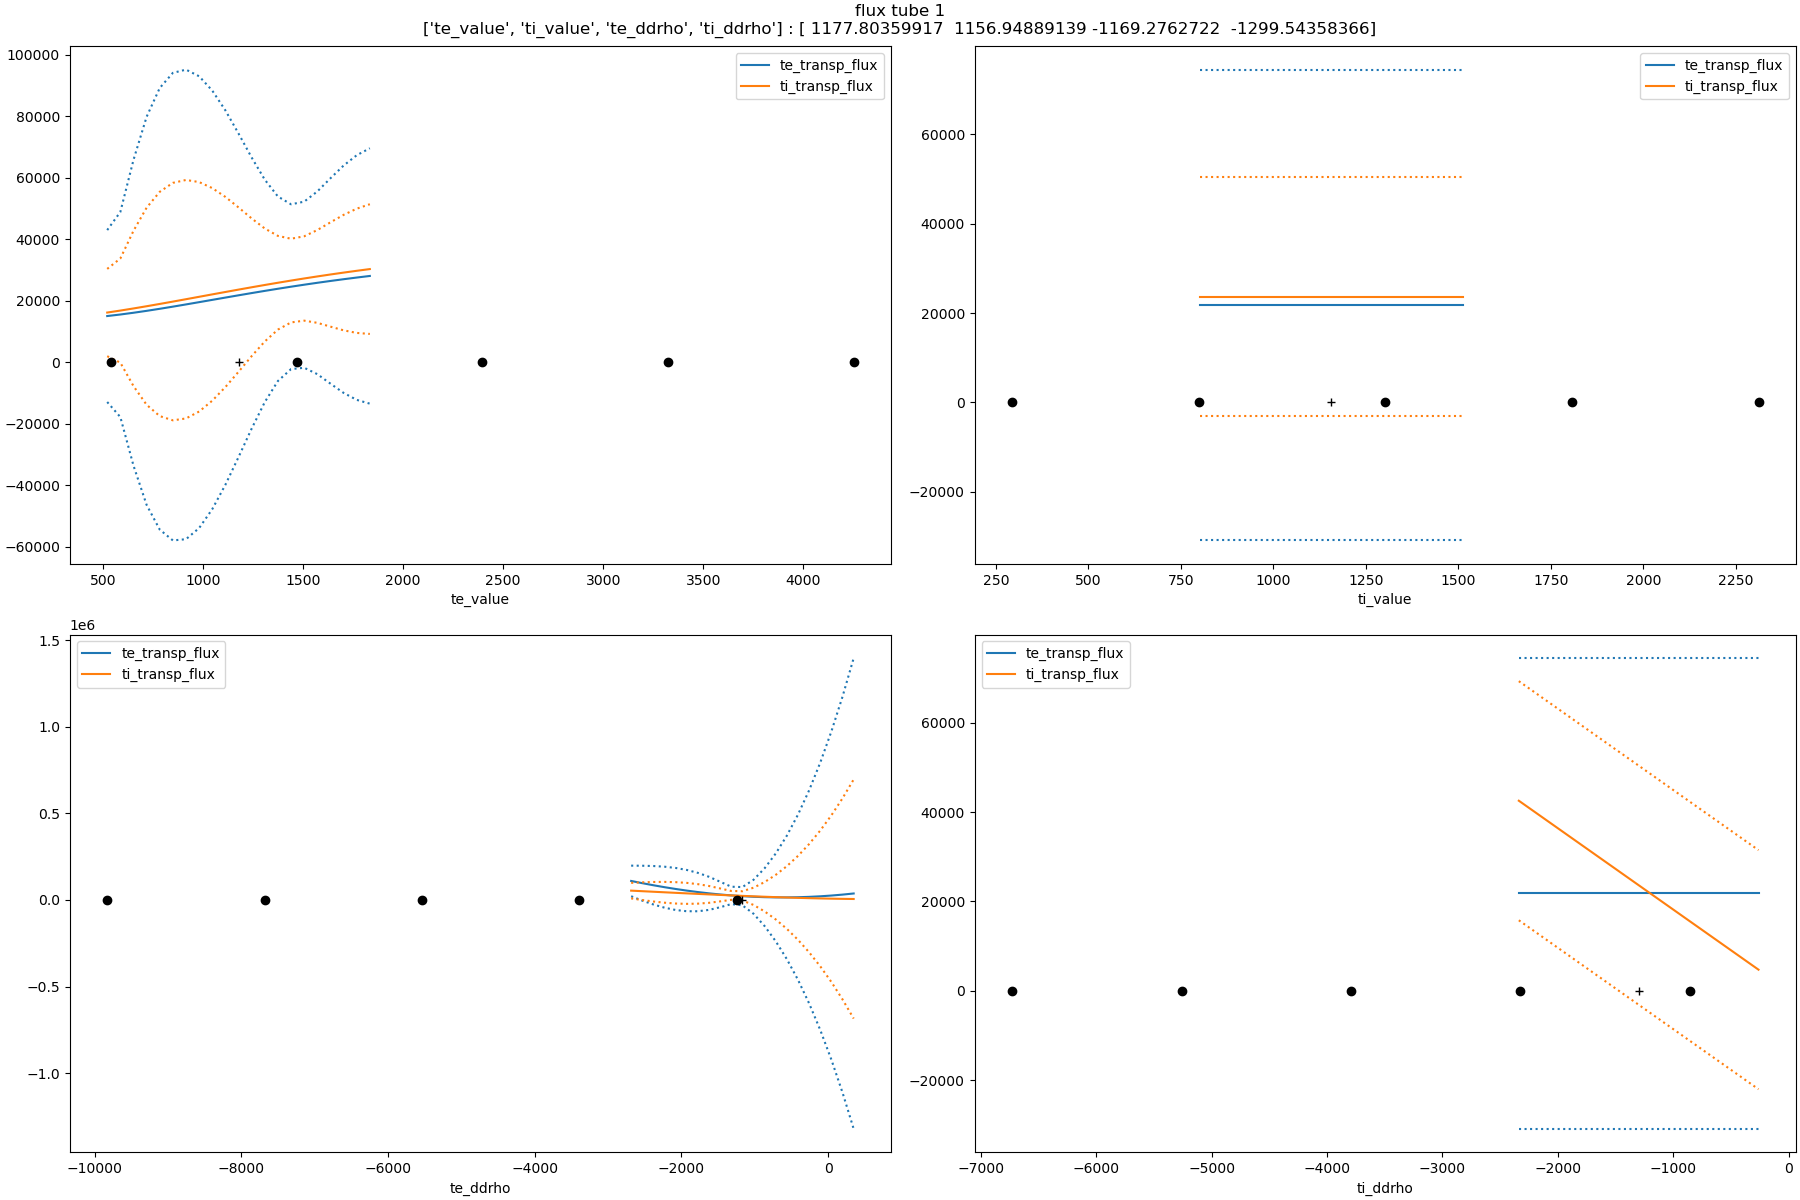 flux tube 1
['te_value', 'ti_value', 'te_ddrho', 'ti_ddrho'] : [ 1177.80359917  1156.94889139 -1169.2762722  -1299.54358366]
100000
80000
60000
40000
20000
0
−20000
−40000
−60000
te_transp_flux
ti_transp_flux
500 1000 1500 2000 2500 3000 3500 4000
te_value
60000
40000
20000
0
−20000
te_transp_flux
ti_transp_flux
250 500 750 1000 1250 1500 1750 2000 2250
ti_value
1e6
1.5
1.0
0.5
0.0
−0.5
−1.0
te_transp_flux
ti_transp_flux
−10000 −8000 −6000 −4000 −2000 0
te_ddrho
60000
40000
20000
0
−20000
te_transp_flux
ti_transp_flux
−7000 −6000 −5000 −4000 −3000 −2000 −1000 0
ti_ddrho